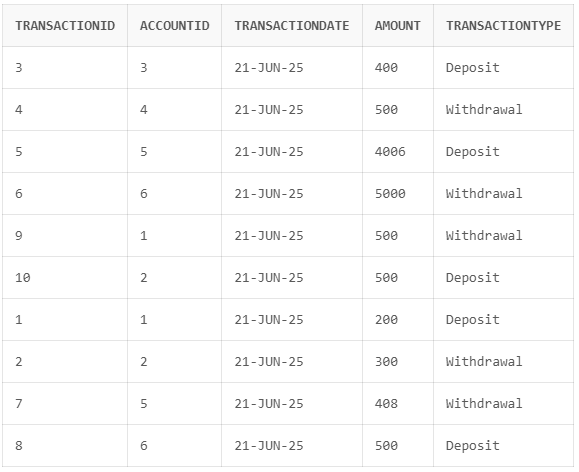 TRANSACTIONID ACCOUNTID TRANSACTIONDATE AMOUNT TRANSACTIONTYPE
3 3 21-JUN-25 400 Deposit
4 4 21-JUN-25 500 Withdrawal
5 5 21-JUN-25 4006 Deposit
6 6 21-JUN-25 5000 Withdrawal
9 1 21-JUN-25 500 Withdrawal
10 2 21-JUN-25 500 Deposit
1 1 21-JUN-25 200 Deposit
2 2 21-JUN-25 300 Withdrawal
7 5 21-JUN-25 408 Withdrawal
8 6 21-JUN-25 500 Deposit